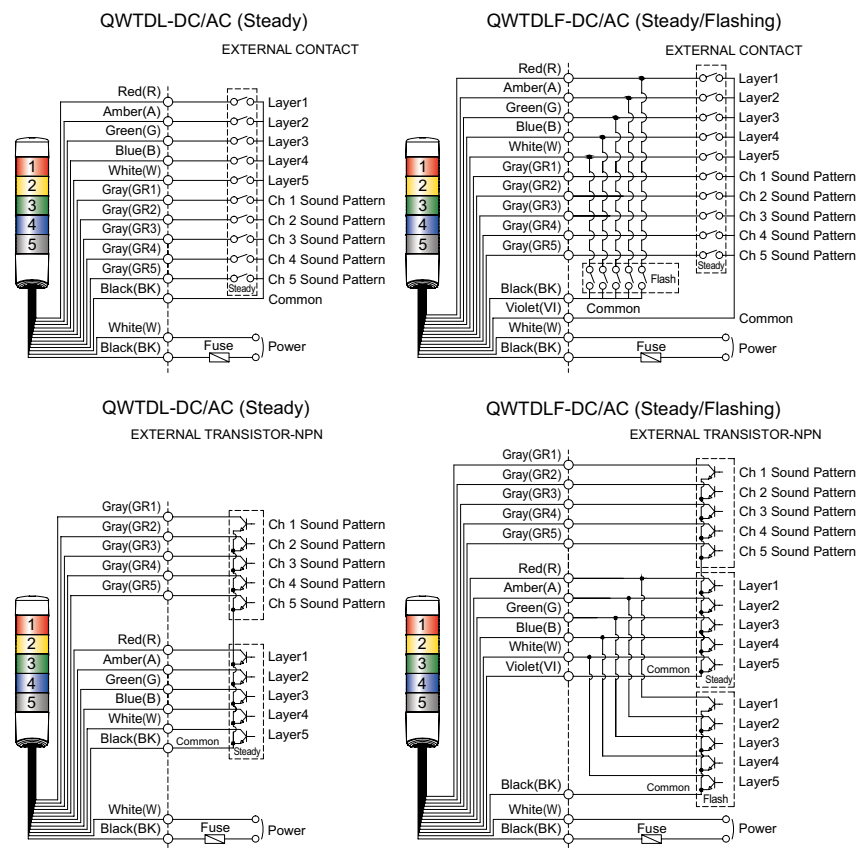 QWTDL-DC/AC (Steady)
EXTERNAL CONTACT
Red(R)
Amber(A)
Green(G)
Blue(B)
White(W)
Gray(GR1)
Gray(GR2)
Gray(GR3)
Gray(GR4)
Gray(GR5)
Black(BK)
White(W)
Black(BK)
Layer1
Layer2
Layer3
Layer4
Layer5
Ch 1 Sound Pattern
Ch 2 Sound Pattern
Ch 3 Sound Pattern
Ch 4 Sound Pattern
Ch 5 Sound Pattern
Steady
Common
Fuse
Power
1
2
3
4
5
QWTDLF-DC/AC (Steady/Flashing)
EXTERNAL CONTACT
Red(R)
Amber(A)
Green(G)
Blue(B)
White(W)
Gray(GR1)
Gray(GR2)
Gray(GR3)
Gray(GR4)
Gray(GR5)
Black(BK)
Violet(VI)
White(W)
Black(BK)
Layer1
Layer2
Layer3
Layer4
Layer5
Ch 1 Sound Pattern
Ch 2 Sound Pattern
Ch 3 Sound Pattern
Ch 4 Sound Pattern
Ch 5 Sound Pattern
Steady
Flash
Common
Common
Fuse
Power
1
2
3
4
5
QWTDL-DC/AC (Steady)
EXTERNAL TRANSISTOR-NPN
Gray(GR1)
Gray(GR2)
Gray(GR3)
Gray(GR4)
Gray(GR5)
Ch 1 Sound Pattern
Ch 2 Sound Pattern
Ch 3 Sound Pattern
Ch 4 Sound Pattern
Ch 5 Sound Pattern
Red(R)
Amber(A)
Green(G)
Blue(B)
White(W)
Black(BK)
Common
Layer1
Layer2
Layer3
Layer4
Layer5
Steady
White(W)
Black(BK)
Fuse
Power
1
2
3
4
5
QWTDLF-DC/AC (Steady/Flashing)
EXTERNAL TRANSISTOR-NPN
Gray(GR1)
Gray(GR2)
Gray(GR3)
Gray(GR4)
Gray(GR5)
Ch 1 Sound Pattern
Ch 2 Sound Pattern
Ch 3 Sound Pattern
Ch 4 Sound Pattern
Ch 5 Sound Pattern
Red(R)
Amber(A)
Green(G)
Blue(B)
White(W)
Violet(VI)
Common
Layer1
Layer2
Layer3
Layer4
Layer5
Steady
Layer1
Layer2
Layer3
Layer4
Layer5
Black(BK)
Common
Flash
White(W)
Black(BK)
Fuse
Power
1
2
3
4
5